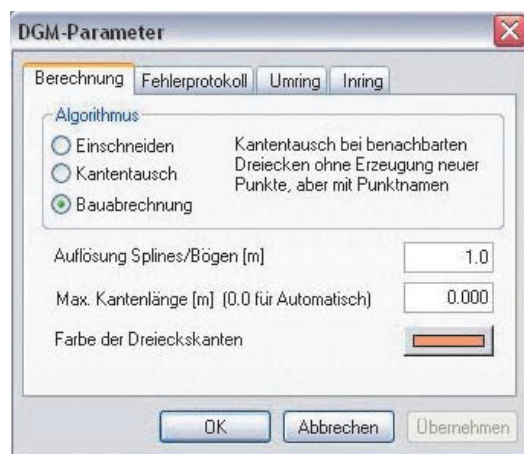 DGM-Parameter
Berechnung Fehlerprotokoll Umring Inring
Algorithmus
Einschneiden
Kantentausch
Bauabrechnung
Kantentausch bei benachbarten
Dreiecken ohne Erzeugung neuer
Punkte, aber mit Punktnamen
Auflösung Splines/Bögen [m] 1.0
Max. Kantenlänge [m] (0.0 für Automatisch) 0.000
Farbe der Dreieckskanten
OK Abbrechen Übernehmen